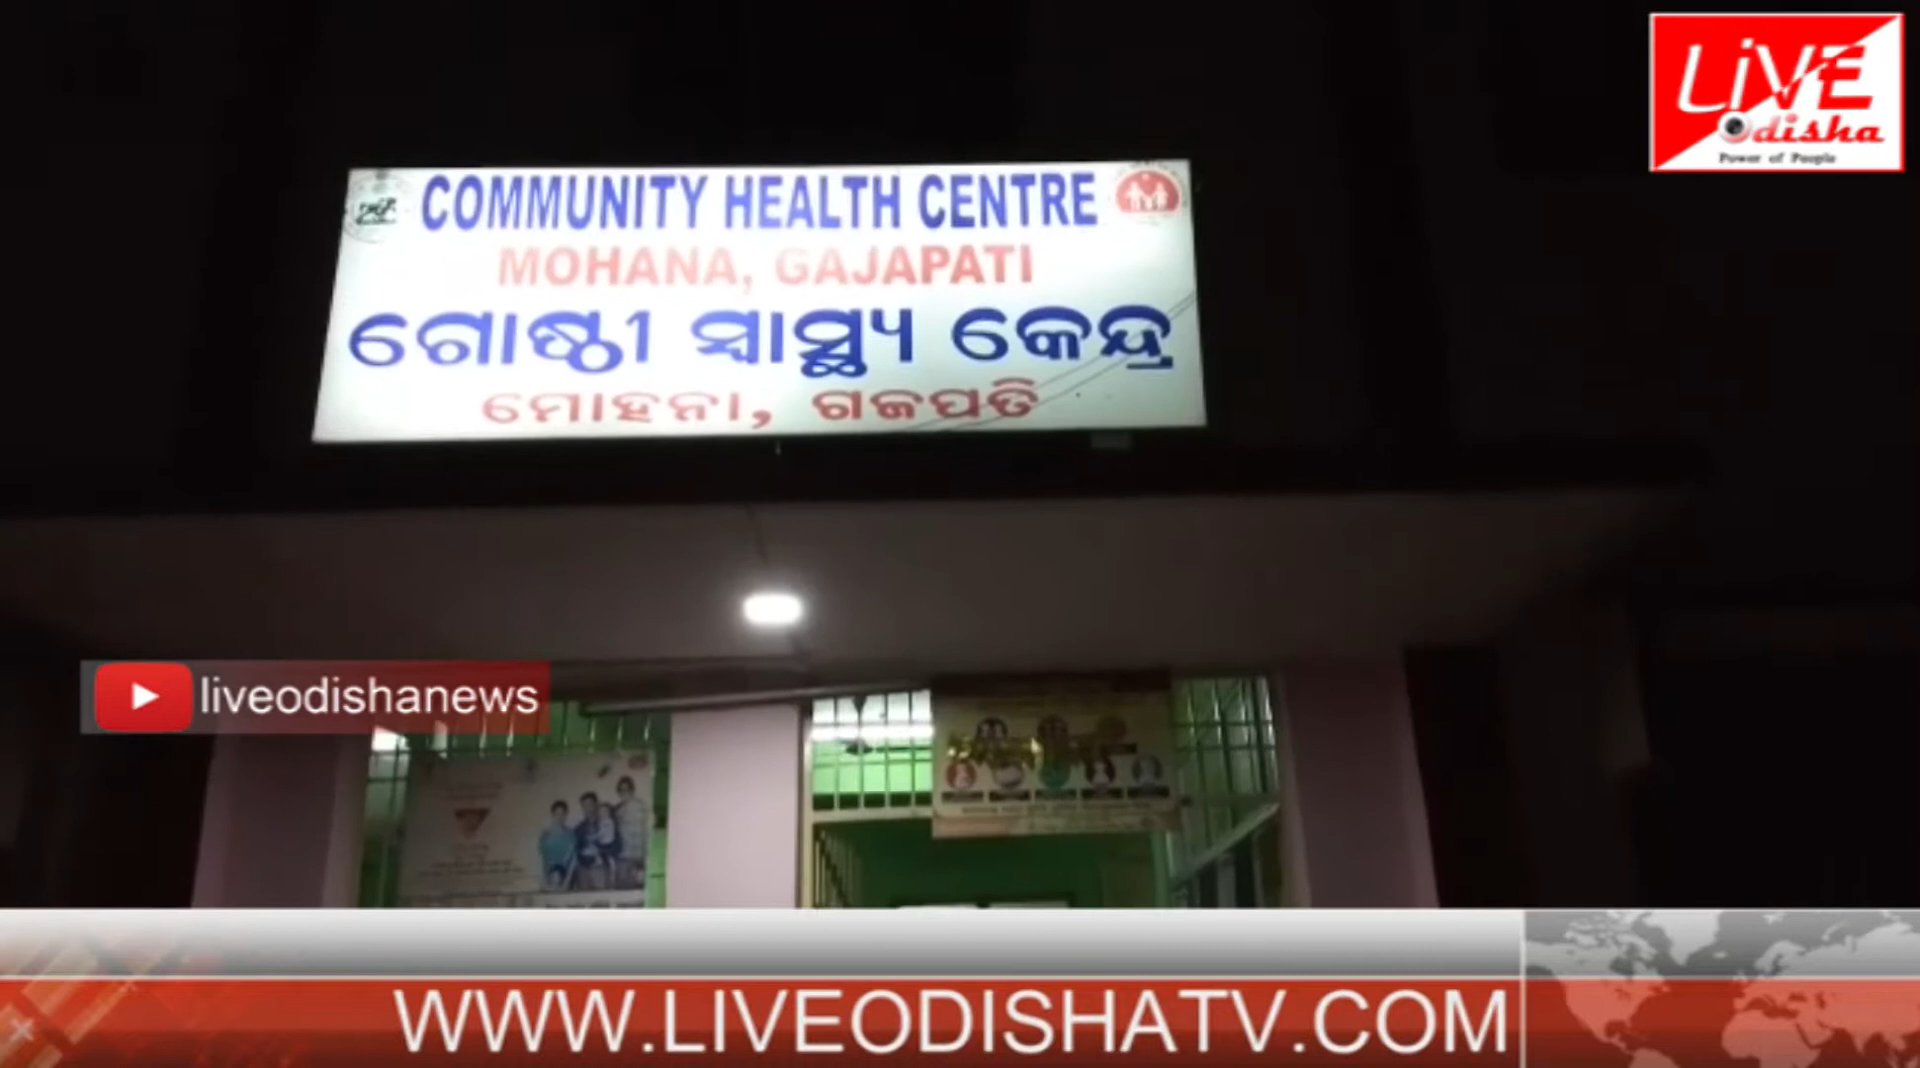 LiVE
Odisha
Power of People
COMMUNITY HEALTH CENTRE
MOHANA, GAJAPATI
ଗୋଷ୍ଠୀ ସ୍ୱାସ୍ଥ୍ୟ କେନ୍ଦ୍ର
ମୋହନା, ଗଜପତି
liveodishanews
WWW.LIVEODISHATV.COM